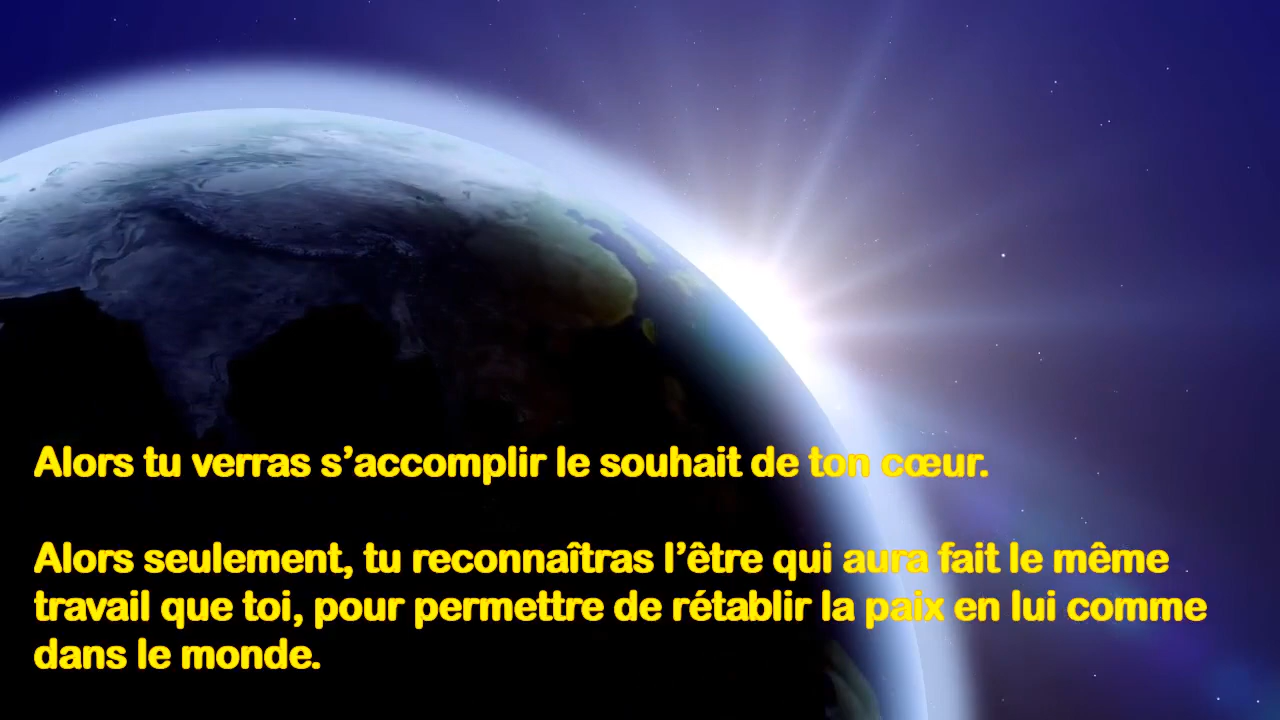 Alors tu verras s’accomplir le souhait de ton cœur.
Alors seulement, tu reconnaîtras l’être qui aura fait le même
travail que toi, pour permettre de rétablir la paix en lui comme
dans le monde.